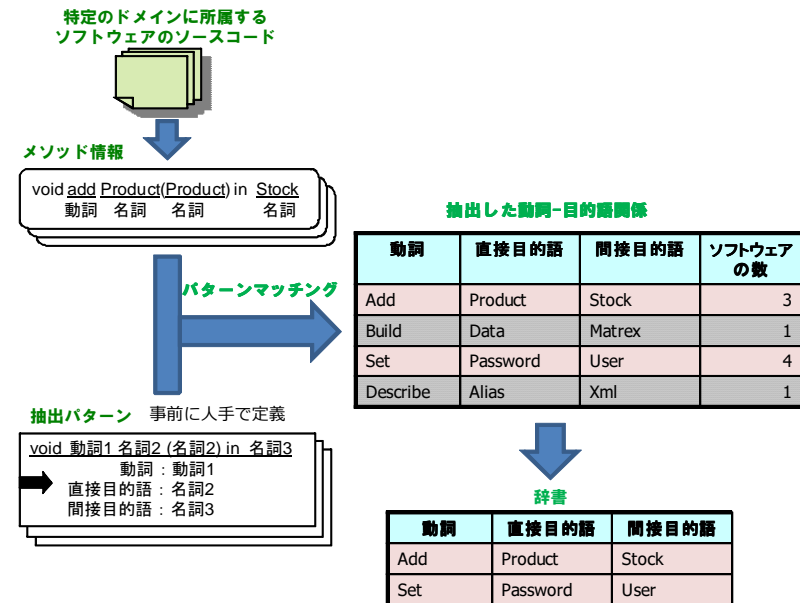 特定のドメインに所属する
ソフトウェアのソースコード
メソッド情報
void add Product(Product) in Stock
動詞 名詞 名詞 名詞
パターンマッチング
抽出パターン 事前に人手で定義
void 動詞1 名詞2 (名詞2) in 名詞3
動詞：動詞1
直接目的語：名詞2
間接目的語：名詞3
抽出した動詞-目的語関係
動詞 直接目的語 間接目的語 ソフトウェア
の数
Add Product Stock 3
Build Data Matrex 1
Set Password User 4
Describe Alias Xml 1
辞書
動詞 直接目的語 間接目的語
Add Product Stock
Set Password User